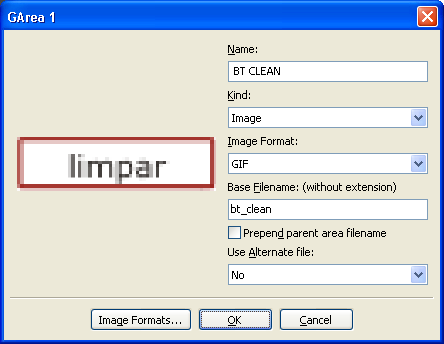 GArea 1
Name:
BT CLEAN
Kind:
Image
limpar
Image Format:
GIF
Base Filename: (without extension)
bt_clean
Prepend parent area filename
Use Alternate file:
No
Image Formats... OK Cancel